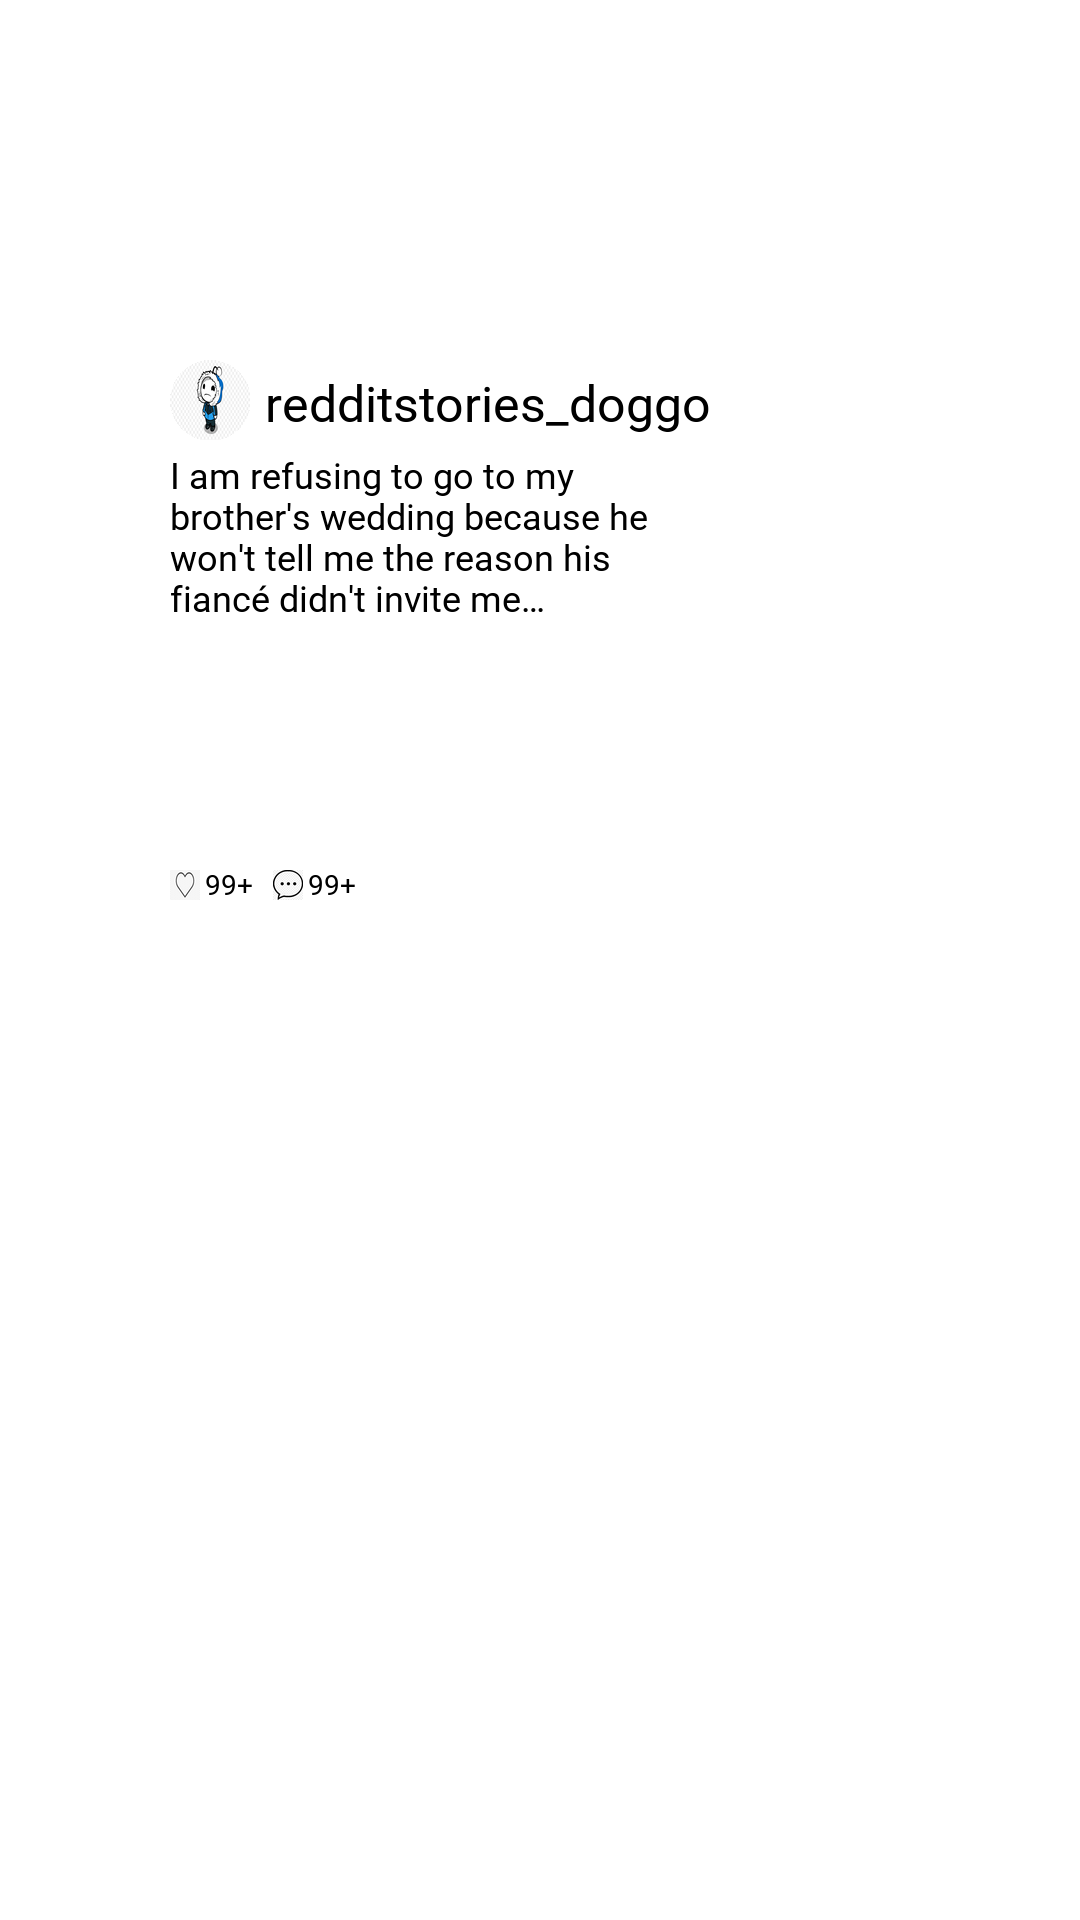 redditstories_doggo
I am refusing to go to my
brother's wedding because he
won't tell me the reason his
fiancé didn't invite me…
99+ 99+